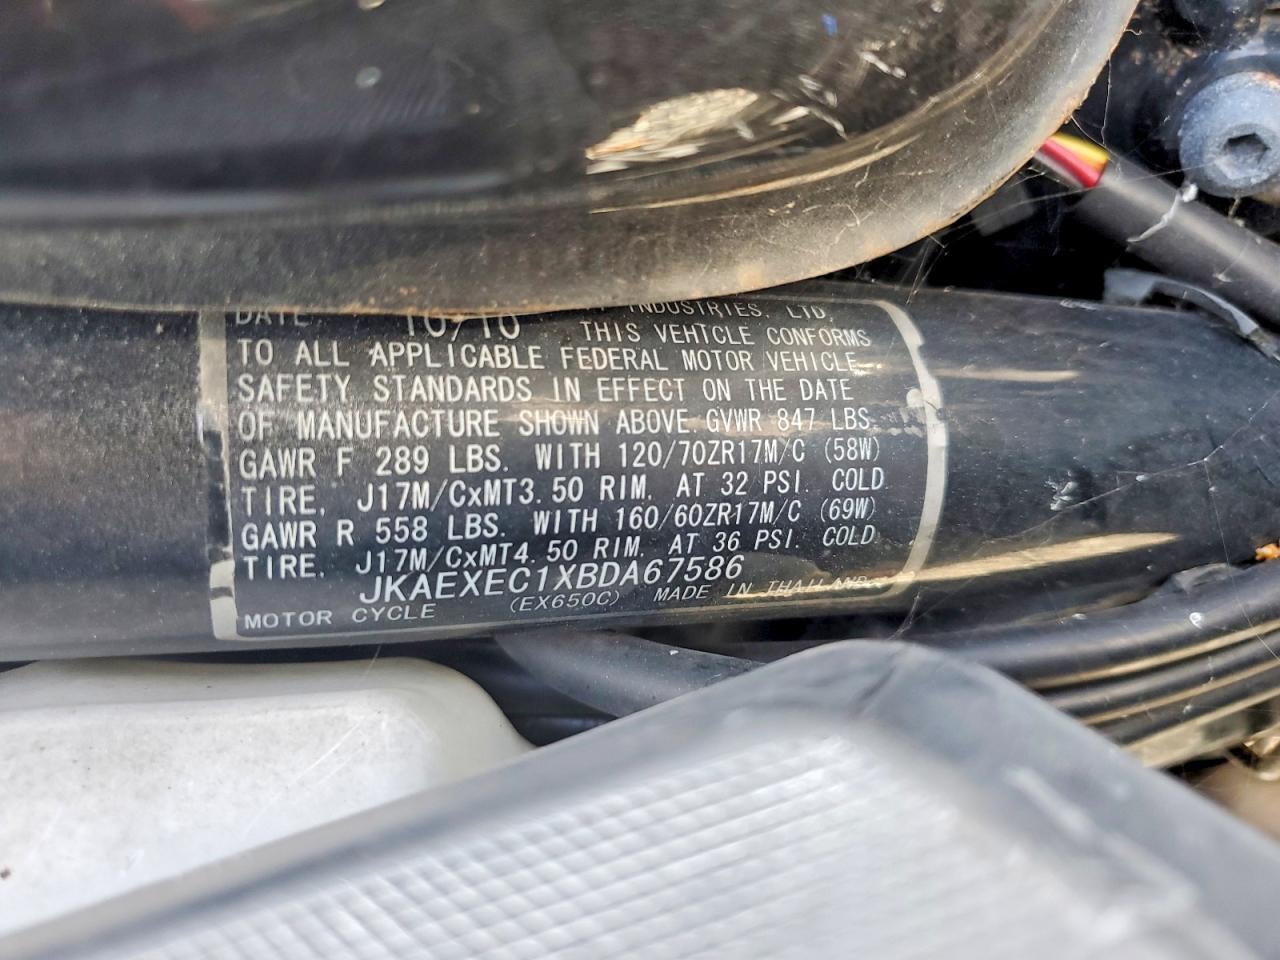 INDUSTRIES, LTD.
DATE 10/10 THIS VEHICLE CONFORMS
TO ALL APPLICABLE FEDERAL MOTOR VEHICLE
SAFETY STANDARDS IN EFFECT ON THE DATE
OF MANUFACTURE SHOWN ABOVE. GVWR 847 LBS.
GAWR F 289 LBS. WITH 120/70ZR17M/C (58W)
TIRE, J17M/CxMT3.50 RIM, AT 32 PSI. COLD
GAWR R 558 LBS. WITH 160/60ZR17M/C (69W)
TIRE, J17M/CxMT4.50 RIM. AT 36 PSI. COLD
JKAEXEC1XBDA67586
MOTOR CYCLE (EX650C) MADE IN THAILAND